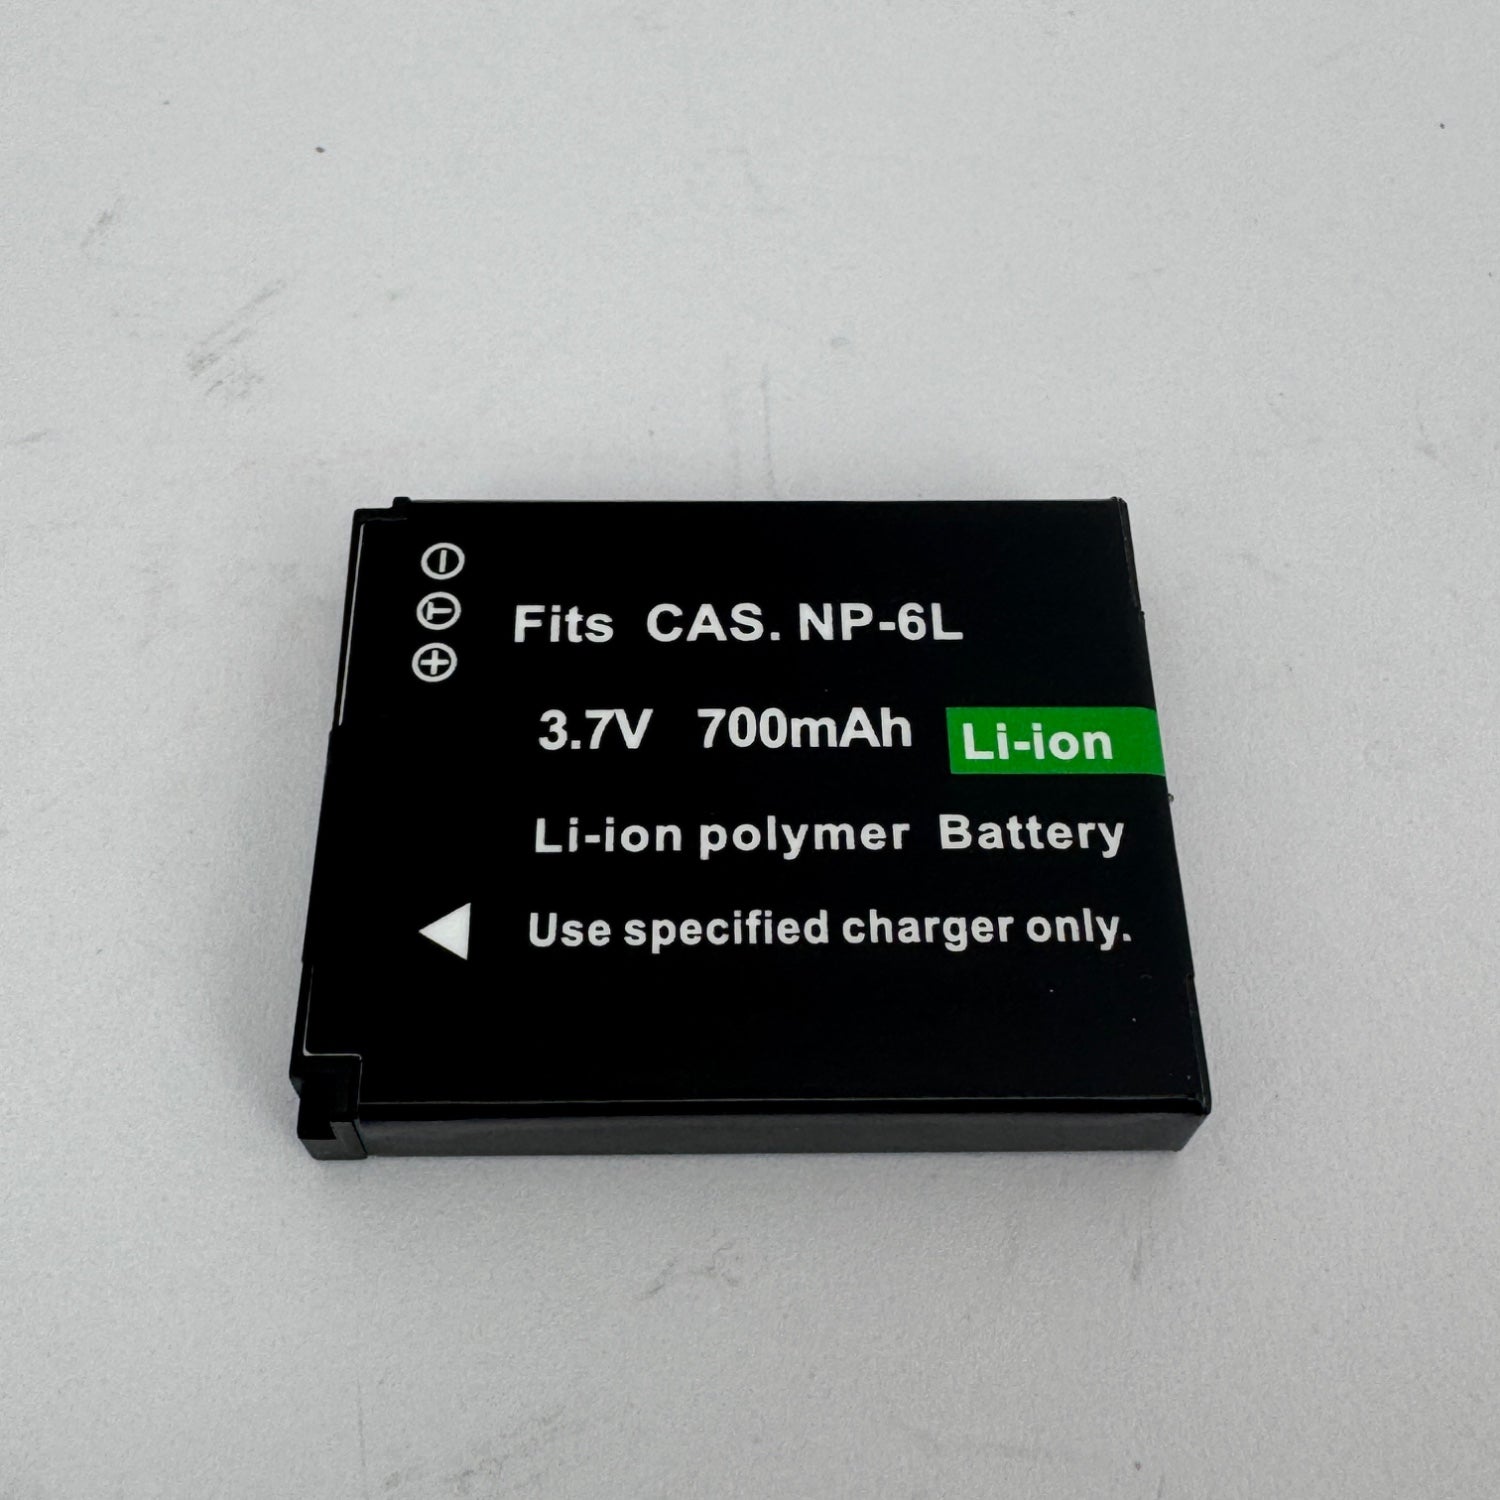 Fits CAS. NP-6L
3.7V 700mAh Li-ion
Li-ion polymer Battery
Use specified charger only.
T